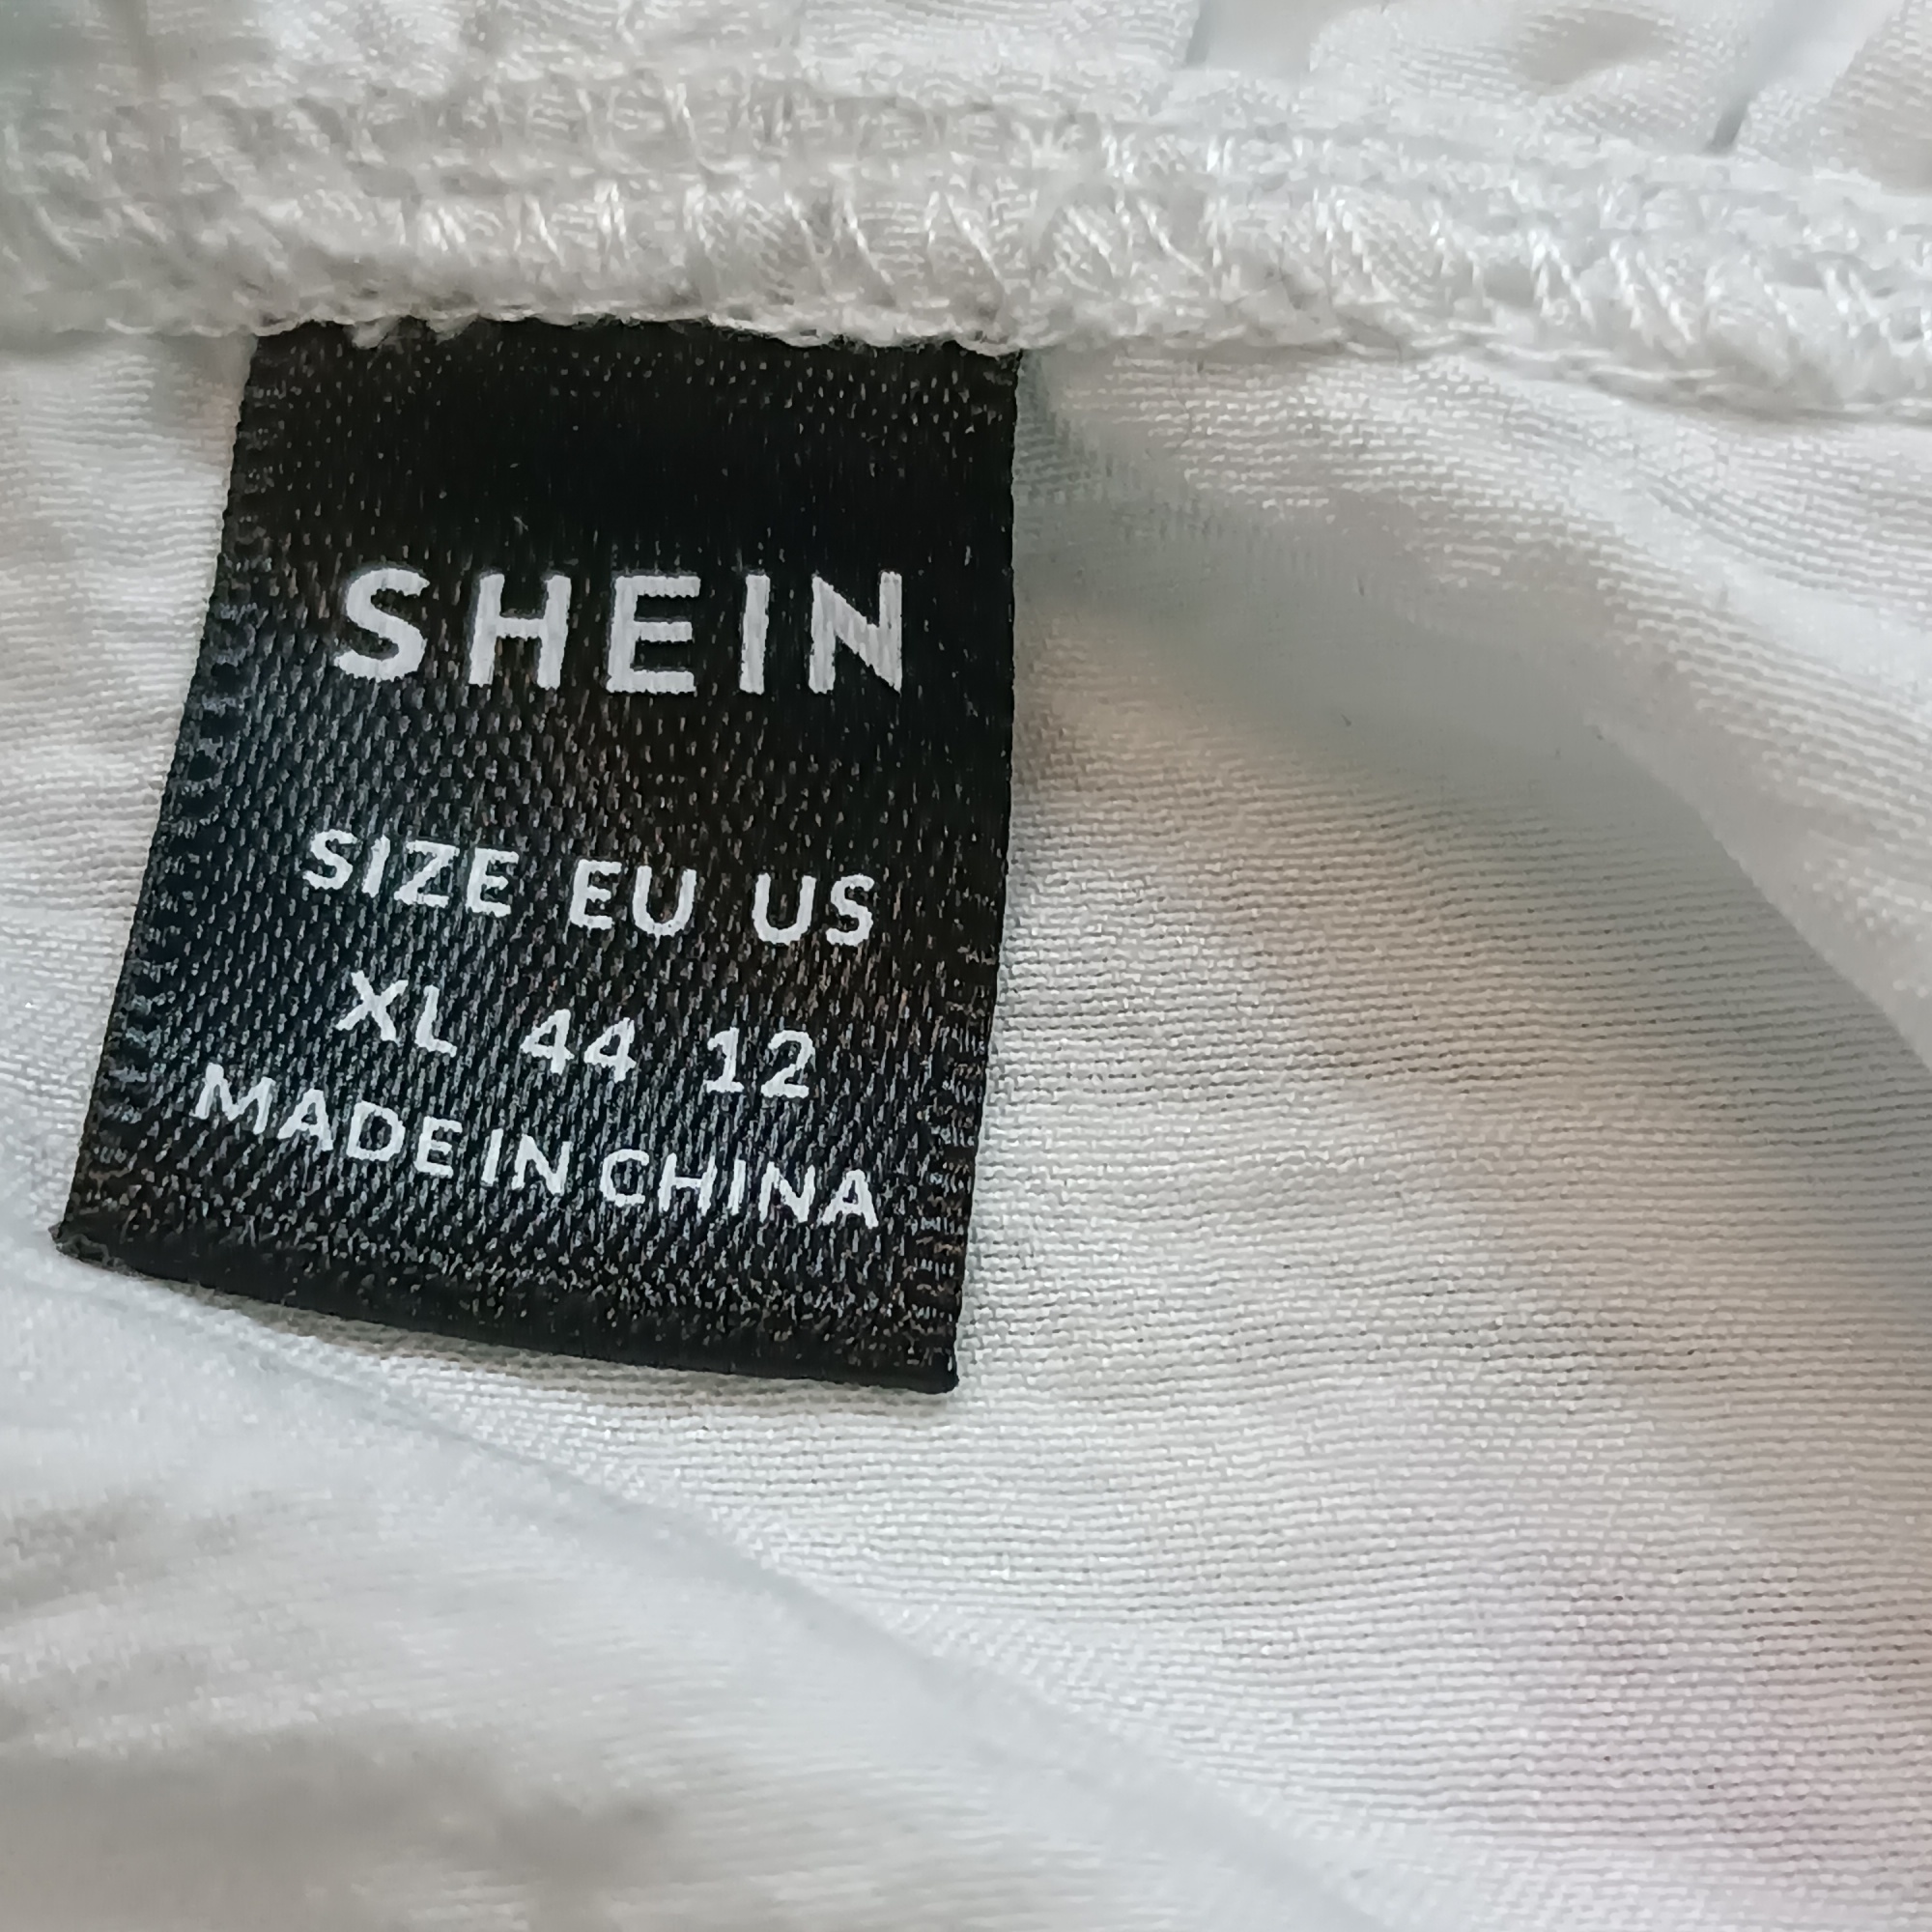 SHEIN
SIZE EU US
XL 44 12
MADE IN CHINA